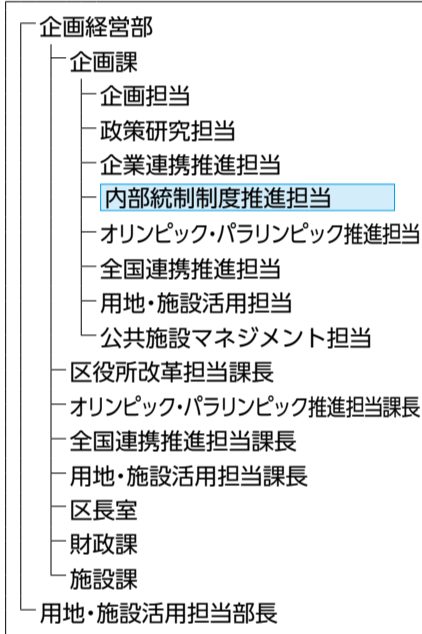 企画経営部
企画課
企画担当
政策研究担当
企業連携推進担当
内部統制制度推進担当
オリンピック・パラリンピック推進担当
全国連携推進担当
用地・施設活用担当
公共施設マネジメント担当
区役所改革担当課長
オリンピック・パラリンピック推進担当課長
全国連携推進担当課長
用地・施設活用担当課長
区長室
財政課
施設課
用地・施設活用担当部長